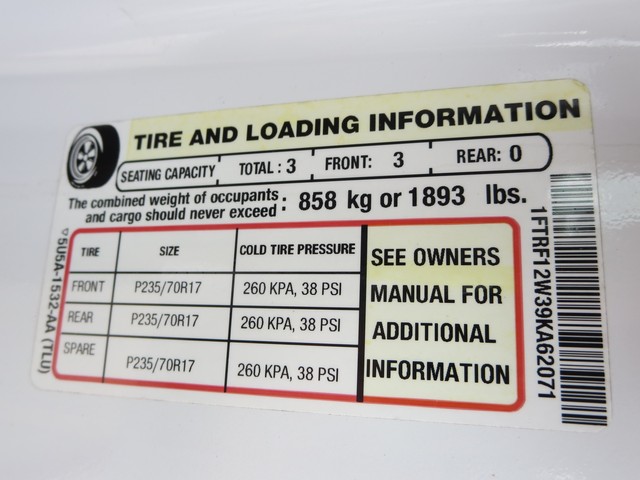 TIRE AND LOADING INFORMATION
SEATING CAPACITY TOTAL : 3 FRONT: 3 REAR: 0
The combined weight of occupants and cargo should never exceed : 858 kg or 1893 lbs.
TIRE SIZE COLD TIRE PRESSURE
FRONT P235/70R17 260 KPA, 38 PSI
REAR P235/70R17 260 KPA, 38 PSI
SPARE P235/70R17 260 KPA, 38 PSI
SEE OWNERS
MANUAL FOR
ADDITIONAL
INFORMATION
5U5A-1532-AA (TLU)
1FTRF12W39KA62071